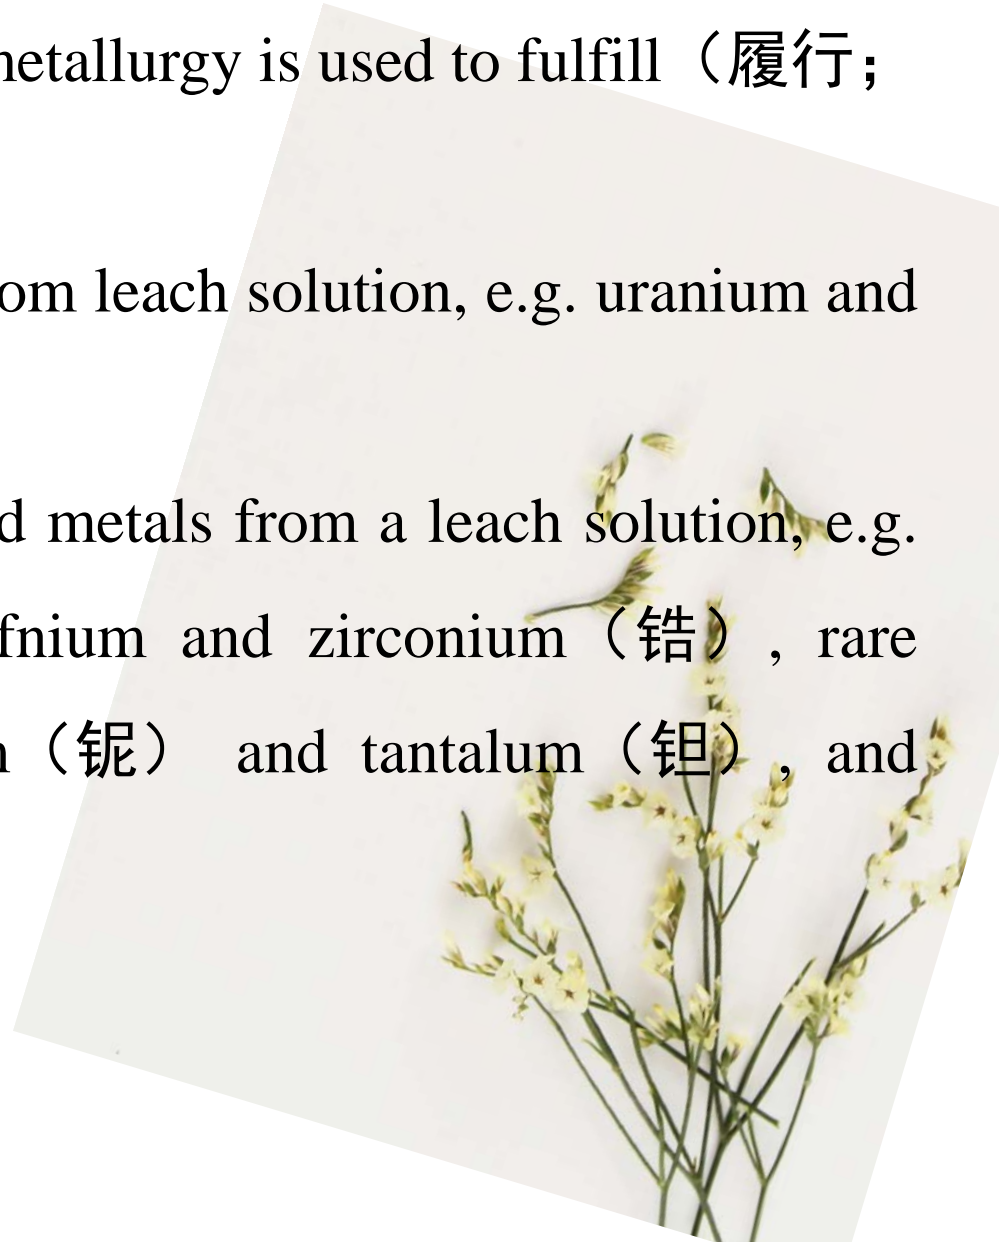 metallurgy is used to fulfill（履行；
om leach solution, e.g. uranium and
d metals from a leach solution, e.g.
fnium and zirconium（锆）, rare
（铌） and tantalum（钽）, and